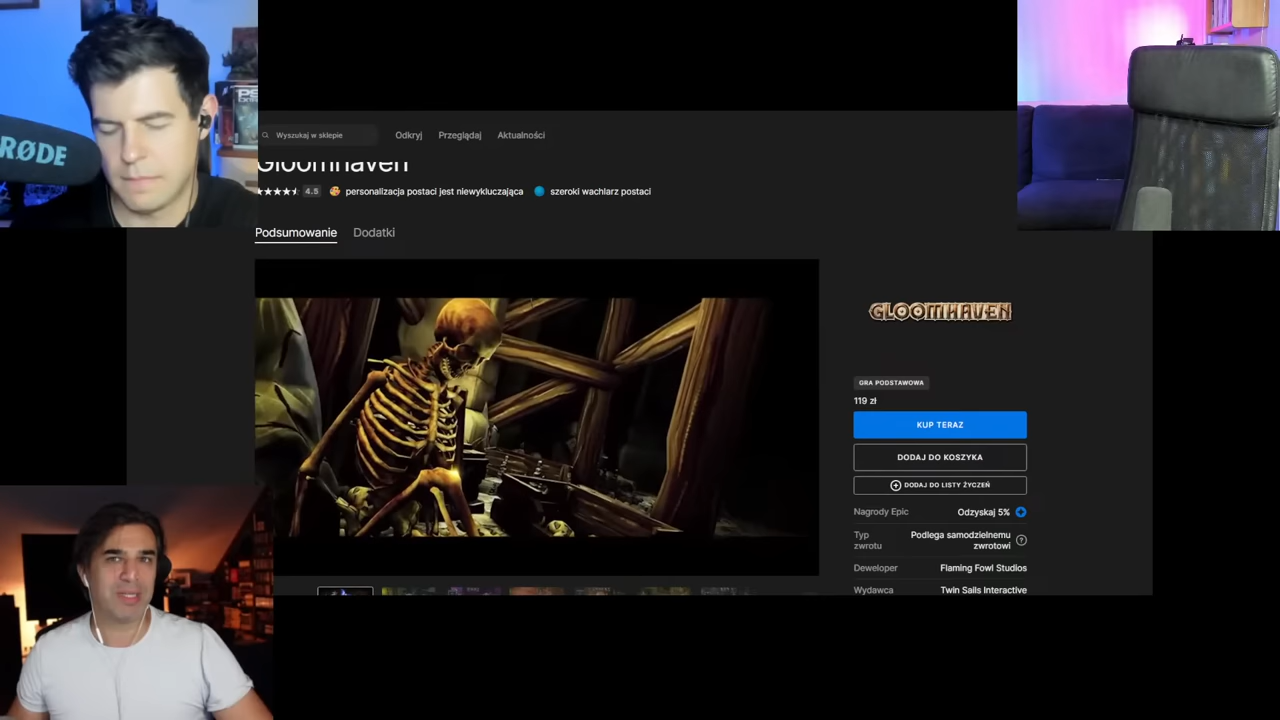 RØDE
Wyszukaj w sklepie
Odkryj
Przeglądaj
Aktualności
Gloomhaven
4.5
personalizacja postaci jest niewykluczająca
szeroki wachlarz postaci
Podsumowanie
Dodatki
GLOOMHAVEN
GRA PODSTAWOWA
119 zł
KUP TERAZ
DODAJ DO KOSZYKA
DODAJ DO LISTY ŻYCZEŃ
Nagrody Epic
Odzyskaj 5%
Typ zwrotu
Podlega samodzielnemu
zwrotowi
Deweloper
Flaming Fowl Studios
Wydawca
Twin Sails Interactive